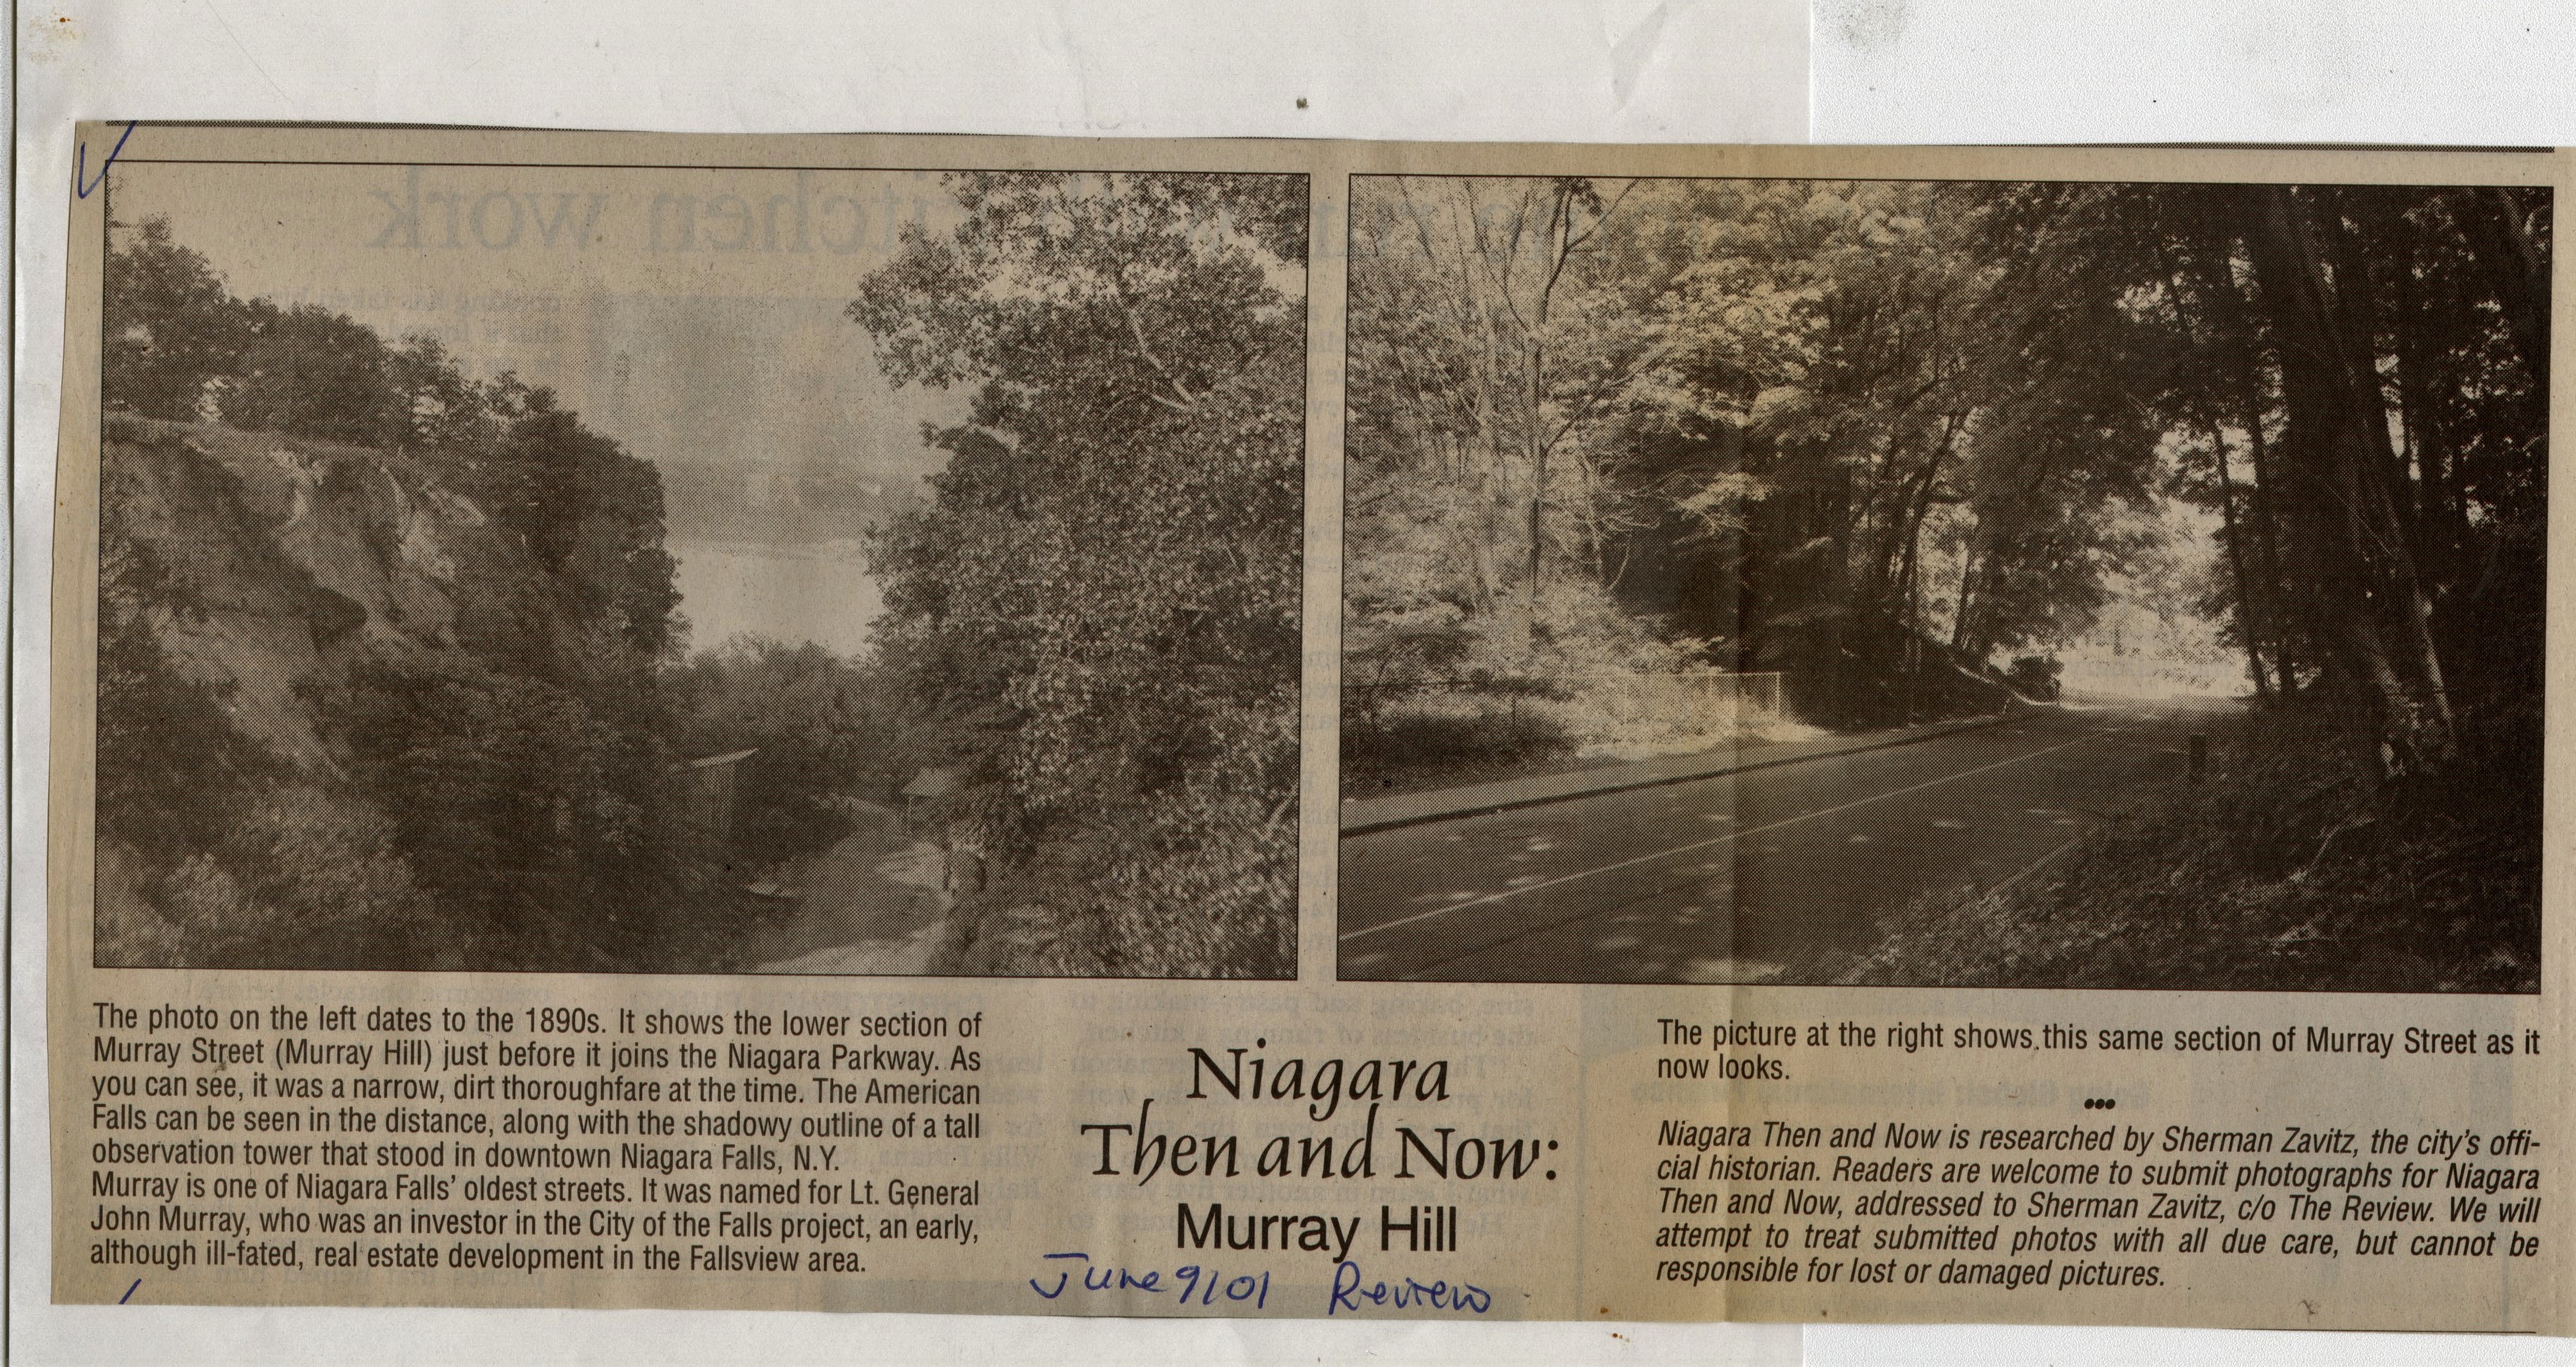 The photo on the left dates to the 1890s. It shows the lower section of
Murray Street (Murray Hill) just before it joins the Niagara Parkway. As
you can see, it was a narrow, dirt thoroughfare at the time. The American
Falls can be seen in the distance, along with the shadowy outline of a tall
observation tower that stood in downtown Niagara Falls, N.Y.
Murray is one of Niagara Falls' oldest streets. It was named for Lt. General
John Murray, who was an investor in the City of the Falls project, an early,
although ill-fated, real estate development in the Fallsview area.
Niagara
Then and Now:
Murray Hill
June 9/01 Review
The picture at the right shows this same section of Murray Street as it
now looks.
•••
Niagara Then and Now is researched by Sherman Zavitz, the city's offi-
cial historian. Readers are welcome to submit photographs for Niagara
Then and Now, addressed to Sherman Zavitz, c/o The Review. We will
attempt to treat submitted photos with all due care, but cannot be
responsible for lost or damaged pictures.